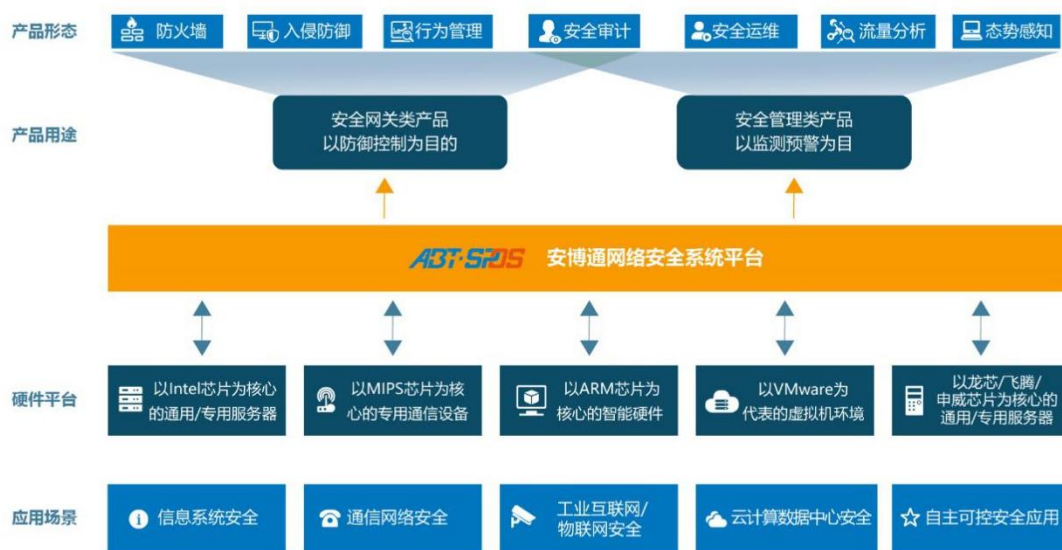 产品形态
防火墙
入侵防御
行为管理
安全审计
安全运维
流量分析
态势感知
产品用途
安全网关类产品
以防御控制为目的
安全管理类产品
以监测预警为目
ABT·SPOS 安博通网络安全系统平台
硬件平台
以Intel芯片为核心
的通用/专用服务器
以MIPS芯片为核
心的专用通信设备
以ARM芯片为
核心的智能硬件
以VMware为
代表的虚拟机环境
以龙芯/飞腾/
申威芯片为核心的
通用/专用服务器
应用场景
信息系统安全
通信网络安全
工业互联网/
物联网安全
云计算数据中心安全
自主可控安全应用